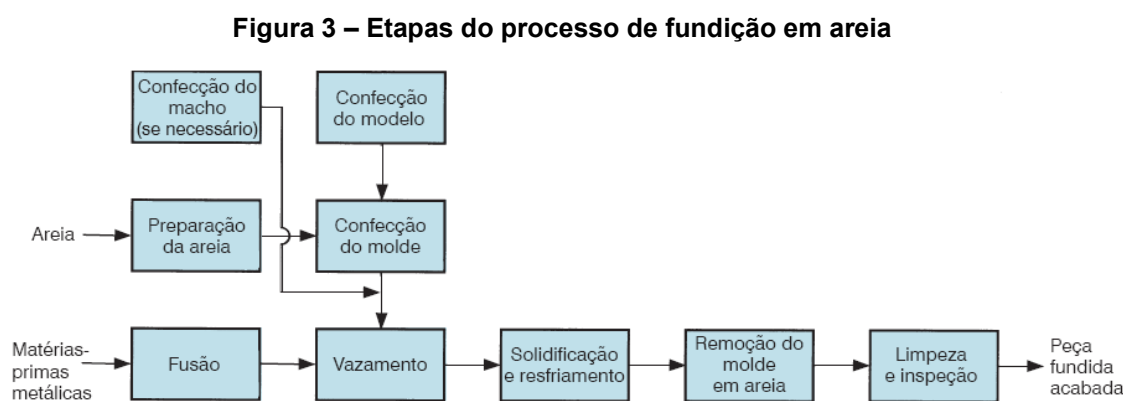 Figura 3 – Etapas do processo de fundição em areia
Confecção do
macho
(se necessário)
Confecção
do modelo
Areia
Preparação
da areia
Confecção
do molde
Matérias-
primas
metálicas
Fusão
Vazamento
Solidificação
e resfriamento
Remoção do
molde
em areia
Limpeza
e inspeção
Peça
fundida
acabada